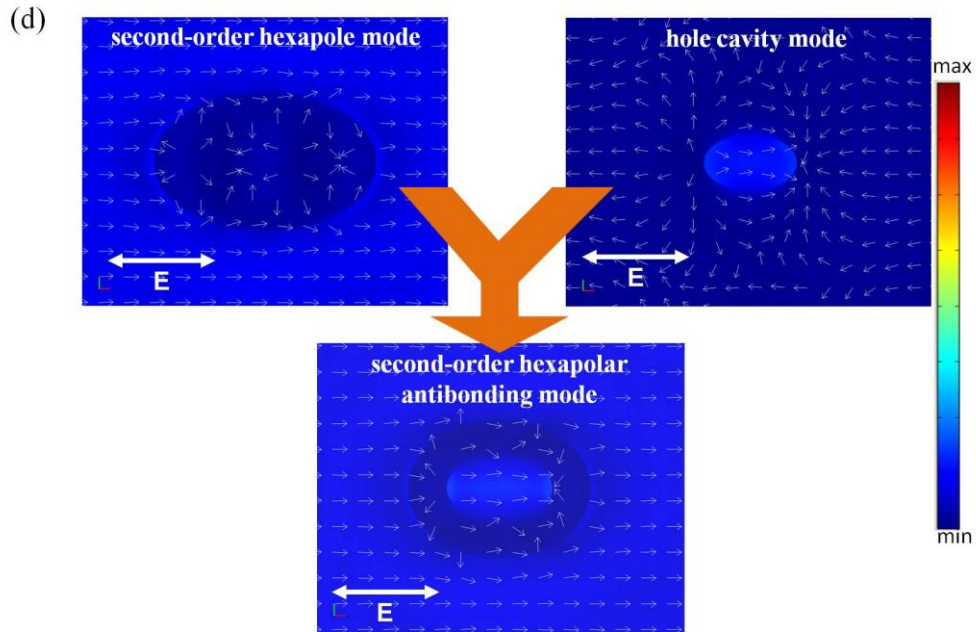 (d)
second-order hexapole mode
E
hole cavity mode
E
max
min
second-order hexapolar
antibonding mode
E